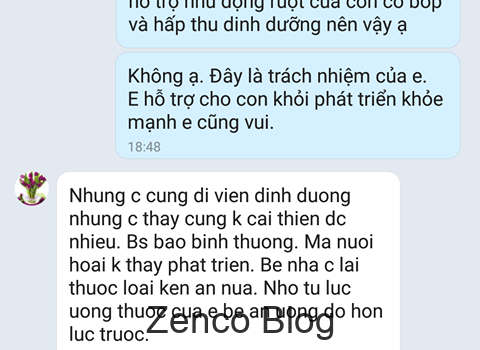 hỗ trợ nhu động ruột của con co bóp
và hấp thu dinh dưỡng nên vậy ạ
Không ạ. Đây là trách nhiệm của e.
E hỗ trợ cho con khỏi phát triển khỏe
mạnh e cũng vui.
18:48
Nhung c cung di vien dinh duong
nhung c thay cung k cai thien dc
nhieu. Bs bao binh thuong. Ma nuoi
hoai k thay phat trien. Be nha c lai
thuoc loai ken an nua. Nho tu luc
uong thuoc cua e be an uong do hon
luc truoc.
Zenco Blog